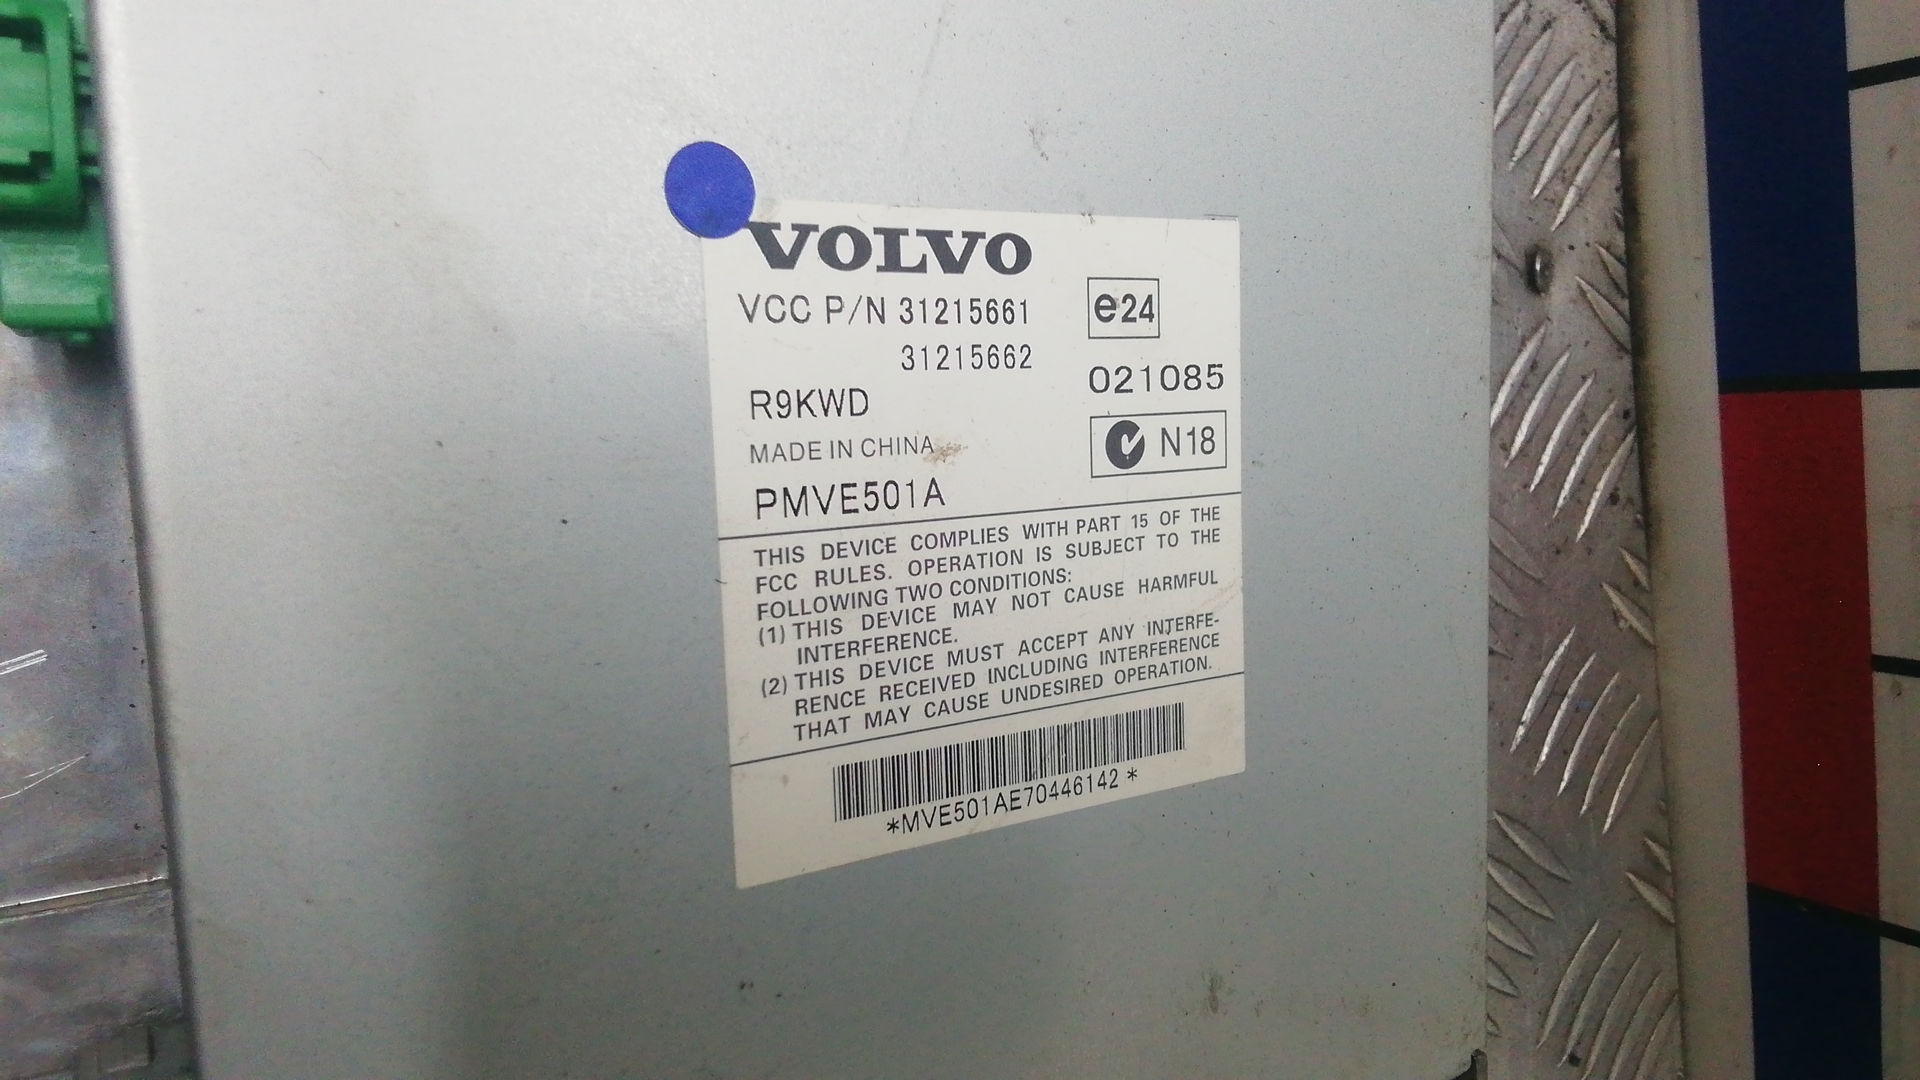 VOLVO
VCC P/N 31215661
31215662
e24
R9KWD
021085
MADE IN CHINA
N18
PMVE501A
THIS DEVICE COMPLIES WITH PART 15 OF THE
FCC RULES. OPERATION IS SUBJECT TO THE
FOLLOWING TWO CONDITIONS:
(1) THIS DEVICE MAY NOT CAUSE HARMFUL
INTERFERENCE.
(2) THIS DEVICE MUST ACCEPT ANY INTERFE-
RENCE RECEIVED INCLUDING INTERFERENCE
THAT MAY CAUSE UNDESIRED OPERATION.
*MVE501AE70446142*